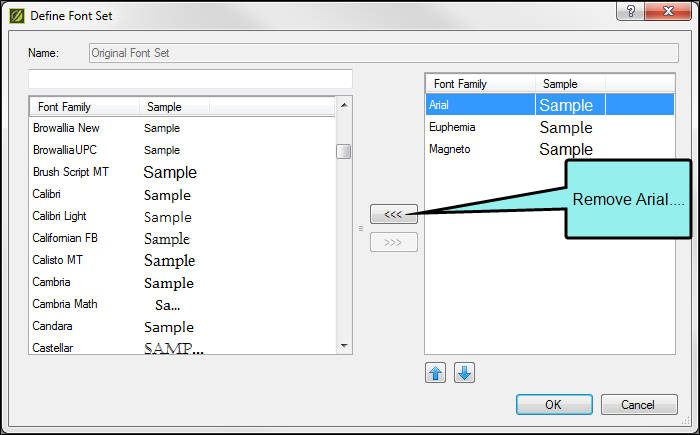 Define Font Set
?
Name: Original Font Set
Font Family Sample
Browallia New Sample
BrowalliaUPC Sample
Brush Script MT Sample
Calibri Sample
Calibri Light Sample
Califomian FB Sample
Calisto MT Sample
Cambria Sample
Cambria Math Sa...
Candara Sample
Castellar SAMP...
<<<
>>>
Font Family Sample
Arial Sample
Euphemia Sample
Magneto Sample
Remove Arial....
OK Cancel